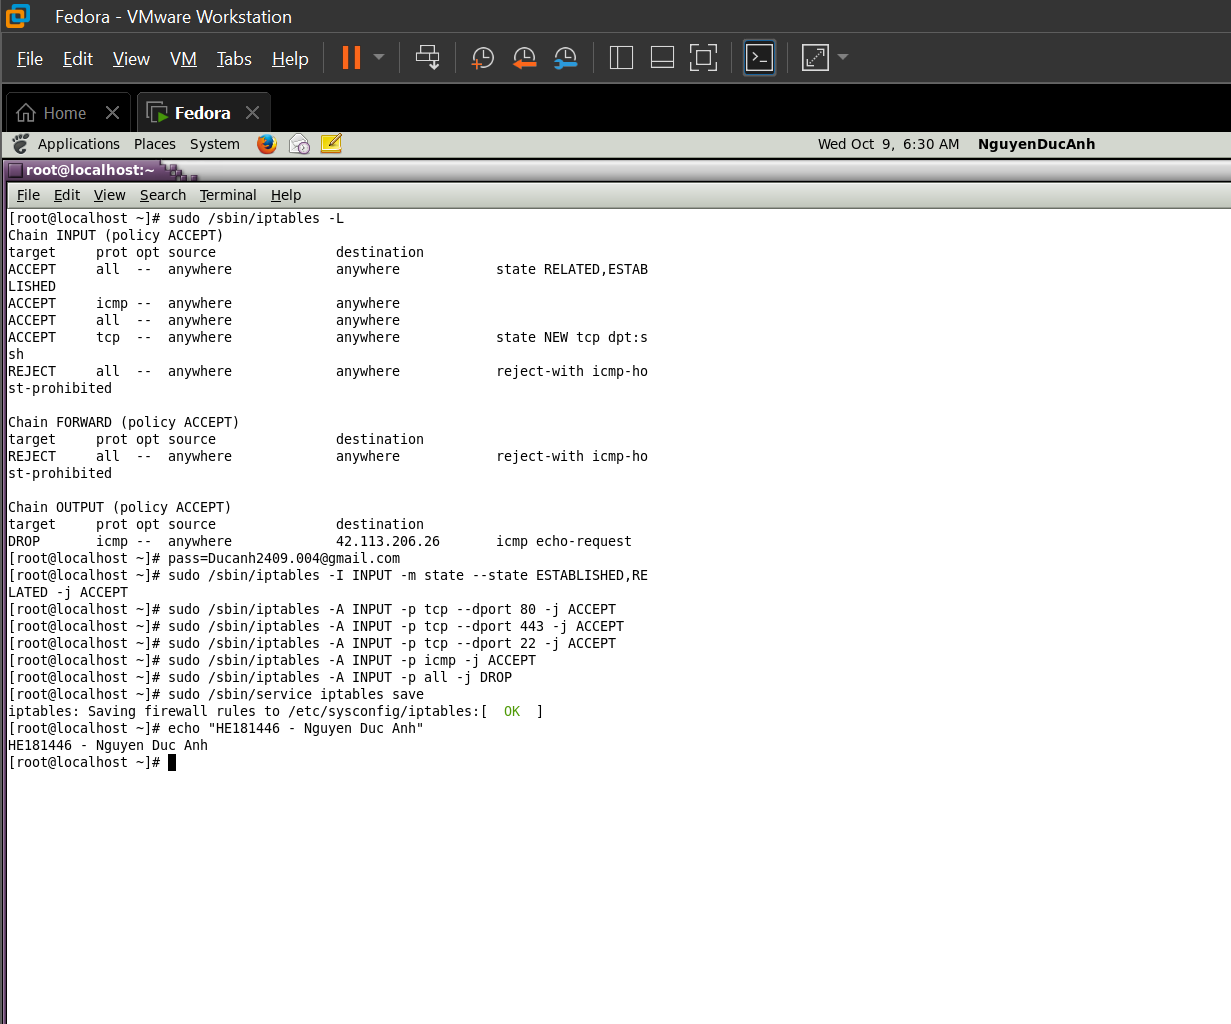 Fedora - VMware Workstation
File Edit View VM Tabs Help
Home Fedora
Applications Places System Wed Oct 9, 6:30 AM NguyenDucAnh
root@localhost:~
File Edit View Search Terminal Help
[root@localhost ~]# sudo /sbin/iptables -L
Chain INPUT (policy ACCEPT)
target     prot opt source               destination
ACCEPT     all  --  anywhere             anywhere            state RELATED,ESTAB
LISHED
ACCEPT     icmp --  anywhere             anywhere
ACCEPT     all  --  anywhere             anywhere
ACCEPT     tcp  --  anywhere             anywhere            state NEW tcp dpt:s
sh
REJECT     all  --  anywhere             anywhere            reject-with icmp-ho
st-prohibited

Chain FORWARD (policy ACCEPT)
target     prot opt source               destination
REJECT     all  --  anywhere             anywhere            reject-with icmp-ho
st-prohibited

Chain OUTPUT (policy ACCEPT)
target     prot opt source               destination
DROP       icmp --  anywhere             42.113.206.26       icmp echo-request
[root@localhost ~]# pass=Ducanh2409.004@gmail.com
[root@localhost ~]# sudo /sbin/iptables -I INPUT -m state --state ESTABLISHED,RE
LATED -j ACCEPT
[root@localhost ~]# sudo /sbin/iptables -A INPUT -p tcp --dport 80 -j ACCEPT
[root@localhost ~]# sudo /sbin/iptables -A INPUT -p tcp --dport 443 -j ACCEPT
[root@localhost ~]# sudo /sbin/iptables -A INPUT -p tcp --dport 22 -j ACCEPT
[root@localhost ~]# sudo /sbin/iptables -A INPUT -p icmp -j ACCEPT
[root@localhost ~]# sudo /sbin/iptables -A INPUT -p all -j DROP
[root@localhost ~]# sudo /sbin/service iptables save
iptables: Saving firewall rules to /etc/sysconfig/iptables:[  OK  ]
[root@localhost ~]# echo "HE181446 - Nguyen Duc Anh"
HE181446 - Nguyen Duc Anh
[root@localhost ~]#